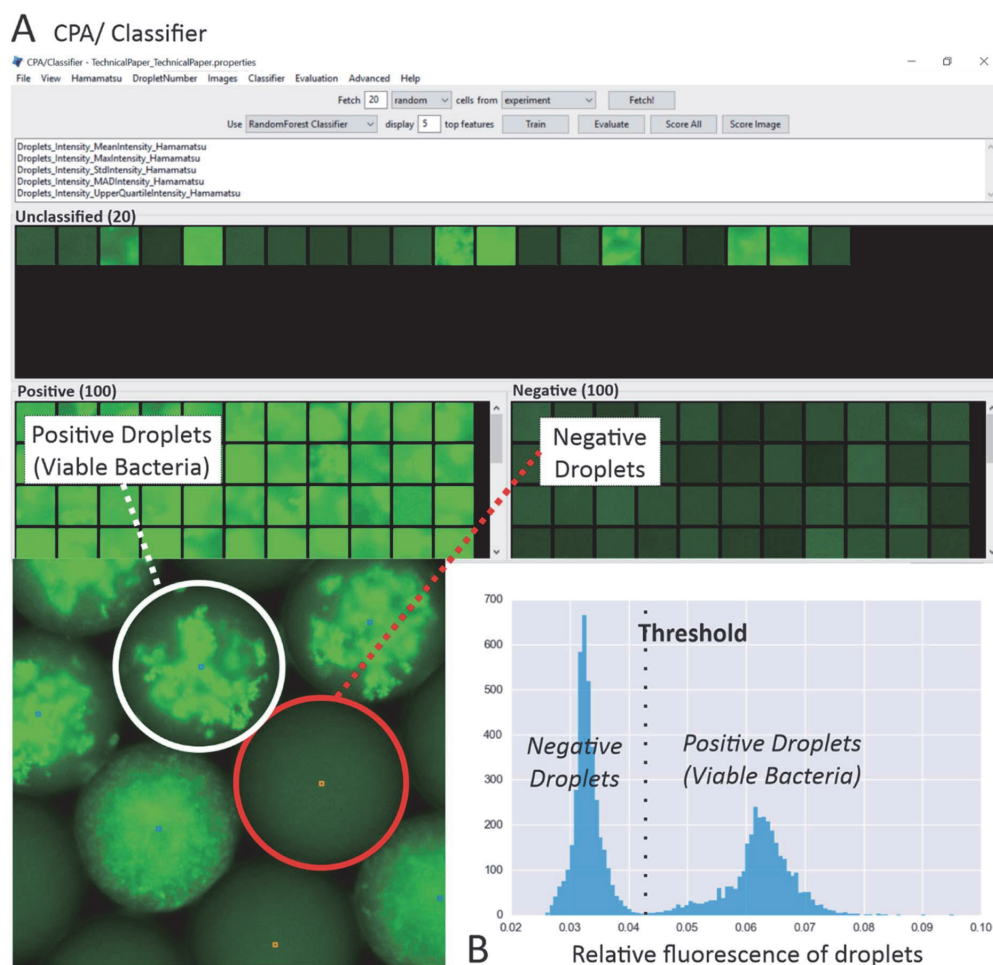 A CPA/ Classifier
CPA/Classifier - TechnicalPaper_TechnicalPaper.properties
File View Hamamatsu DropletNumber Images Classifier Evaluation Advanced Help
Fetch 20 random cells from experiment Fetch!
Use RandomForest Classifier display 5 top features Train Evaluate Score All Score Image
Droplets_Intensity_MeanIntensity_Hamamatsu
Droplets_Intensity_MaxIntensity_Hamamatsu
Droplets_Intensity_StdIntensity_Hamamatsu
Droplets_Intensity_MADIntensity_Hamamatsu
Droplets_Intensity_UpperQuartileIntensity_Hamamatsu
Unclassified (20)
Positive (100)
Negative (100)
Positive Droplets
(Viable Bacteria)
Negative
Droplets
700
600
500
400
300
200
100
0
Threshold
Negative
Droplets
Positive Droplets
(Viable Bacteria)
0.02 0.03 0.04 0.05 0.06 0.07 0.08 0.09 0.10
B Relative fluorescence of droplets